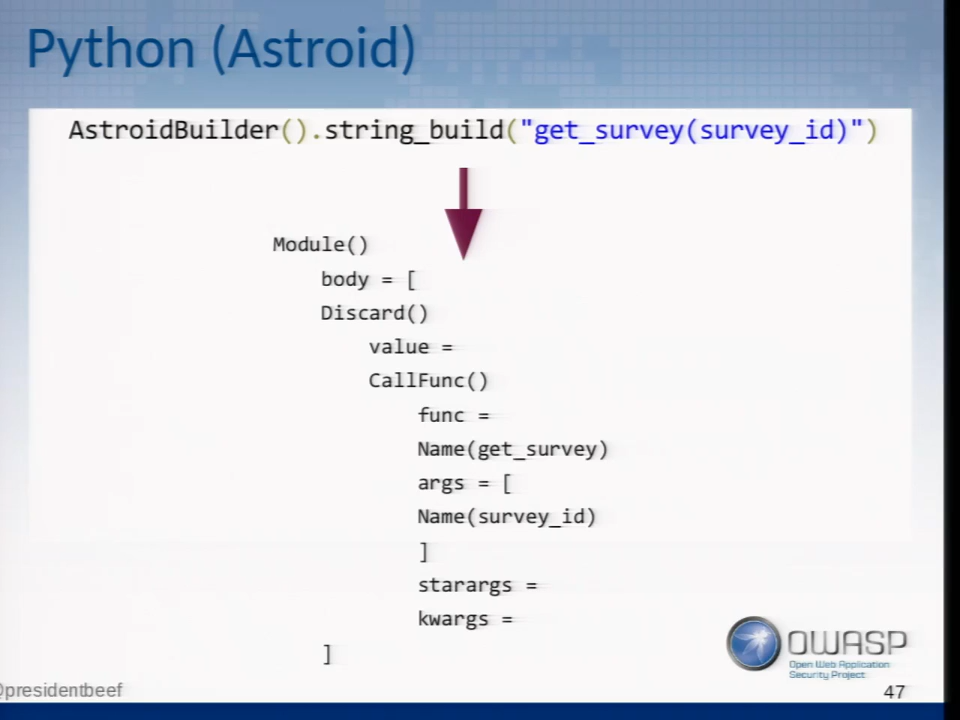 Python (Astroid)
AstroidBuilder().string_build("get_survey(survey_id)")
Module()
body = [
Discard()
value =
CallFunc()
func =
Name(get_survey)
args = [
Name(survey_id)
]
starargs =
kwargs =
]
OWASP
Open Web Application
Security Project
@presidentbeef
47